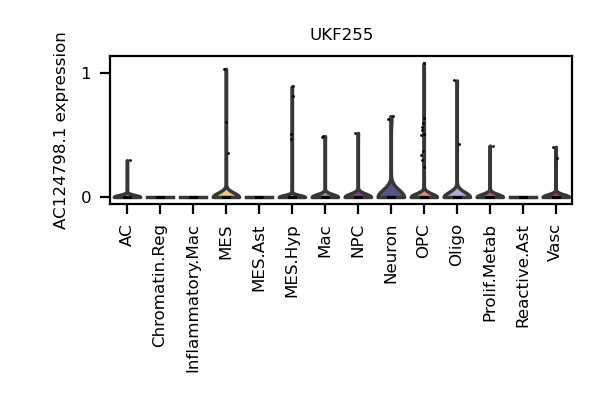 UKF255
AC124798.1 expression
1
0
AC
Chromatin.Reg
Inflammatory.Mac
MES
MES.Ast
MES.Hyp
Mac
NPC
Neuron
OPC
Oligo
Prolif.Metab
Reactive.Ast
Vasc